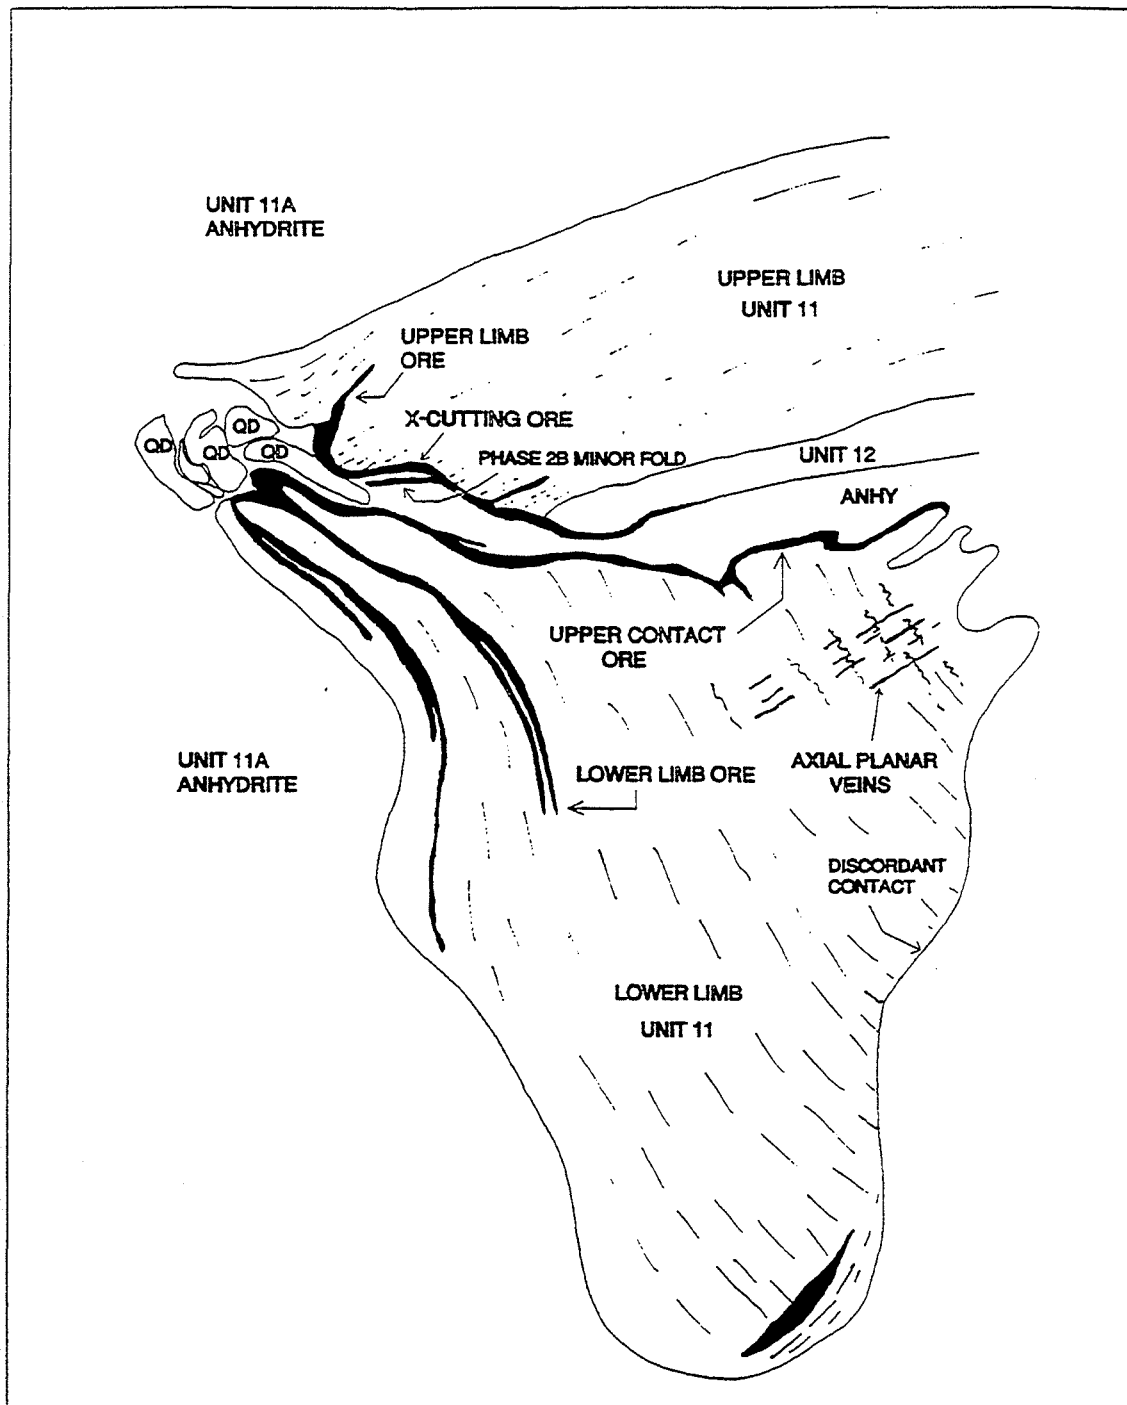 UNIT 11A
ANHYDRITE
UPPER LIMB
UNIT 11
UPPER LIMB
ORE
X-CUTTING ORE
QD
QD
QD
QD
PHASE 2B MINOR FOLD
UNIT 12
ANHY
UPPER CONTACT
ORE
UNIT 11A
ANHYDRITE
LOWER LIMB ORE
AXIAL PLANAR
VEINS
DISCORDANT
CONTACT
LOWER LIMB
UNIT 11